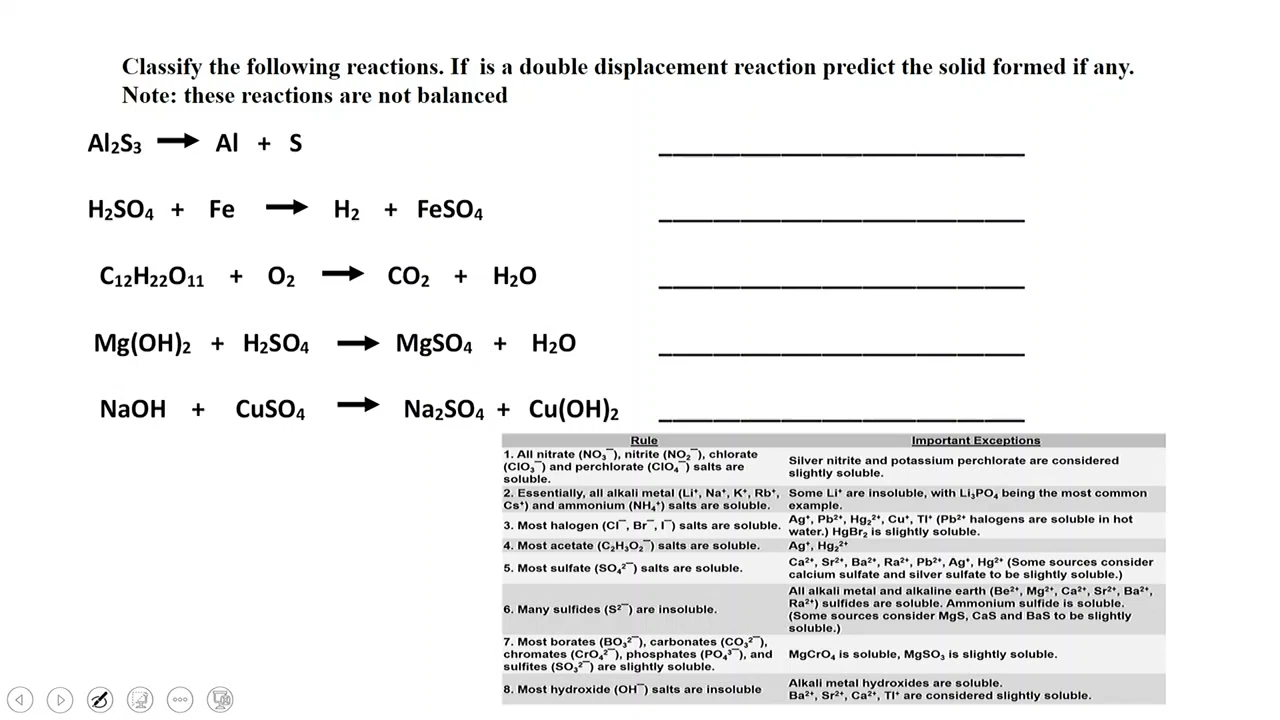 Classify the following reactions. If is a double displacement reaction predict the solid formed if any.
Note: these reactions are not balanced
Al₂S₃ → Al + S ___________________________
H₂SO₄ + Fe → H₂ + FeSO₄ ___________________________
C₁₂H₂₂O₁₁ + O₂ → CO₂ + H₂O ___________________________
Mg(OH)₂ + H₂SO₄ → MgSO₄ + H₂O ___________________________
NaOH + CuSO₄ → Na₂SO₄ + Cu(OH)₂ ___________________________
Rule
Important Exceptions
1. All nitrate (NO₃⁻), nitrite (NO₂⁻), chlorate
(ClO₃⁻) and perchlorate (ClO₄⁻) salts are
soluble.
Silver nitrite and potassium perchlorate are considered
slightly soluble.
2. Essentially, all alkali metal (Li⁺, Na⁺, K⁺, Rb⁺,
Cs⁺) and ammonium (NH₄⁺) salts are soluble.
Some Li⁺ are insoluble, with Li₃PO₄ being the most common
example.
3. Most halogen (Cl⁻, Br⁻, I⁻) salts are soluble.
Ag⁺, Pb²⁺, Hg₂²⁺, Cu⁺, Tl⁺ (Pb²⁺ halogens are soluble in hot
water.) HgBr₂ is slightly soluble.
4. Most acetate (C₂H₃O₂⁻) salts are soluble.
Ag⁺, Hg₂²⁺
5. Most sulfate (SO₄²⁻) salts are soluble.
Ca²⁺, Sr²⁺, Ba²⁺, Ra²⁺, Pb²⁺, Ag⁺, Hg²⁺ (Some sources consider
calcium sulfate and silver sulfate to be slightly soluble.)
6. Many sulfides (S²⁻) are insoluble.
All alkali metal and alkaline earth (Be²⁺, Mg²⁺, Ca²⁺, Sr²⁺, Ba²⁺,
Ra²⁺) sulfides are soluble. Ammonium sulfide is soluble.
(Some sources consider MgS, CaS and BaS to be slightly
soluble.)
7. Most borates (BO₃²⁻), carbonates (CO₃²⁻),
chromates (CrO₄²⁻), phosphates (PO₄³⁻), and
sulfites (SO₃²⁻) are slightly soluble.
MgCrO₄ is soluble, MgSO₃ is slightly soluble.
8. Most hydroxide (OH⁻) salts are insoluble
Alkali metal hydroxides are soluble.
Ba²⁺, Sr²⁺, Ca²⁺, Tl⁺ are considered slightly soluble.